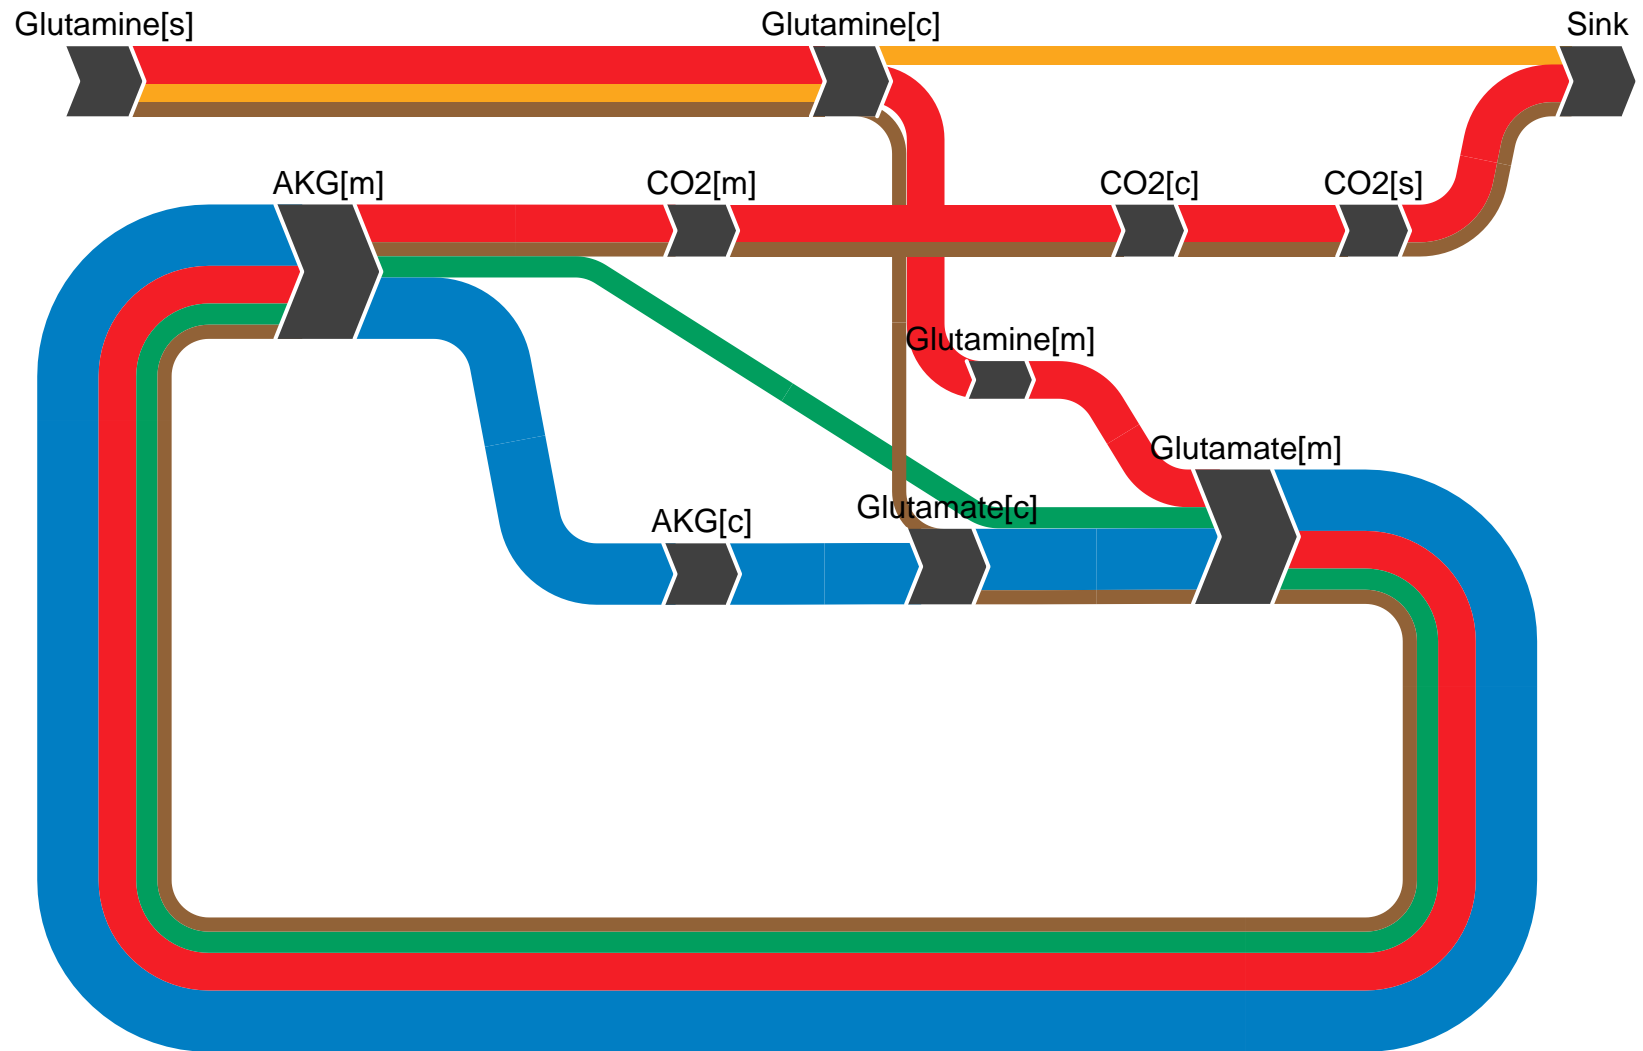 Glutamine[s]
Glutamine[c]
Sink
AKG[m]
CO2[m]
CO2[c]
CO2[s]
Glutamine[m]
Glutamate[m]
Glutamate[c]
AKG[c]